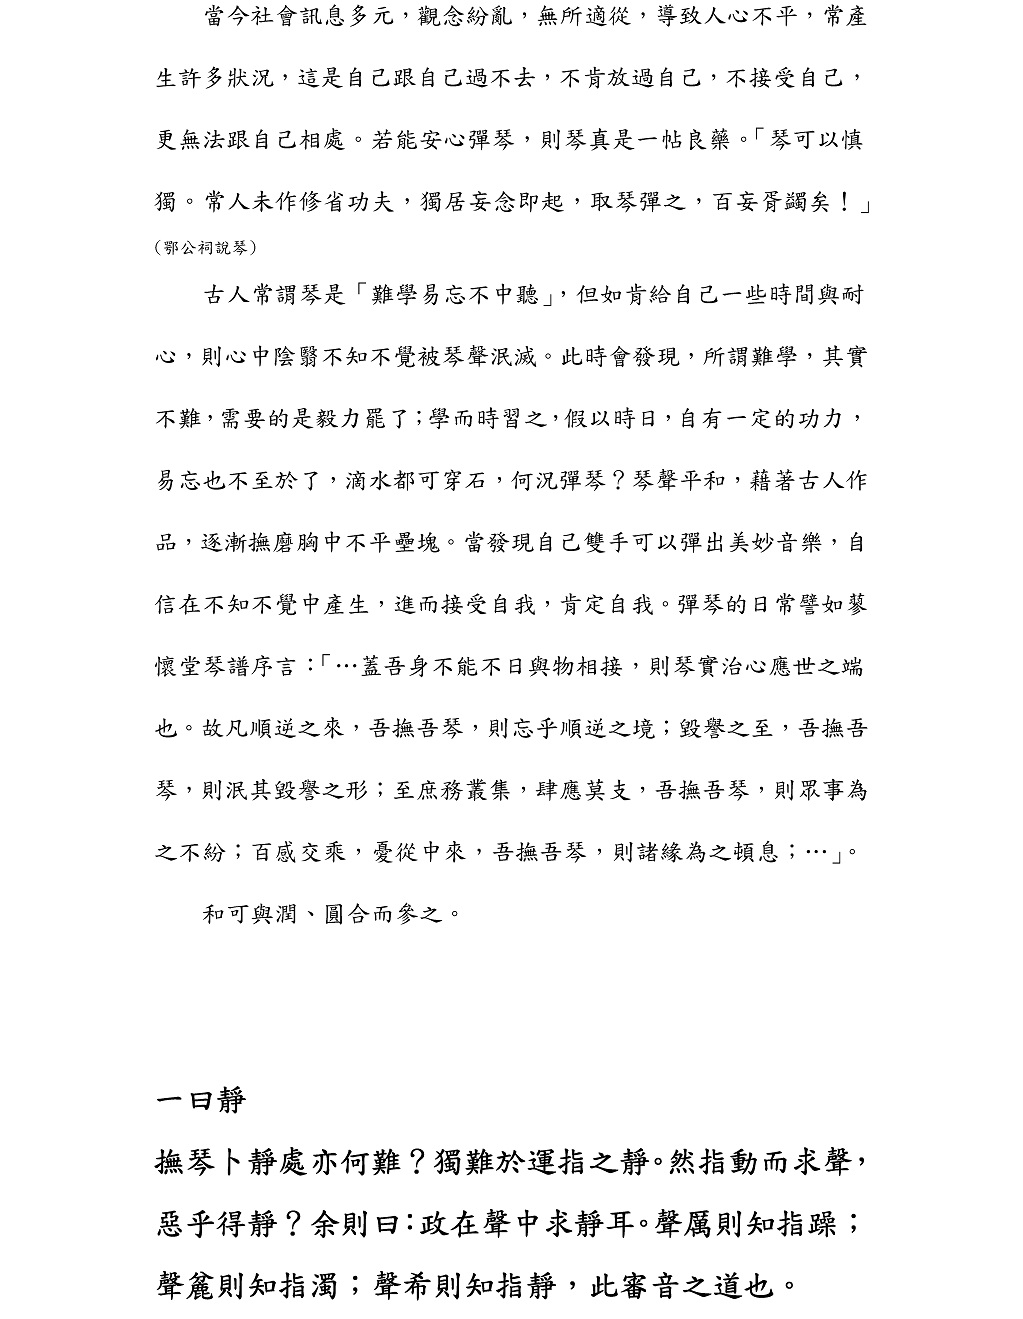 當今社會訊息多元，觀念紛亂，無所適從，導致人心不平，常產
生許多狀況，這是自己跟自己過不去，不肯放過自己，不接受自己，
更無法跟自己相處。若能安心彈琴，則琴真是一帖良藥。「琴可以慎
獨。常人未作修省功夫，獨居妄念即起，取琴彈之，百妄胥蠲矣！」
(鄂公祠說琴)
古人常謂琴是「難學易忘不中聽」，但如肯給自己一些時間與耐
心，則心中陰翳不知不覺被琴聲泯滅。此時會發現，所謂難學，其實
不難，需要的是毅力罷了；學而時習之，假以時日，自有一定的功力，
易忘也不至於了，滴水都可穿石，何況彈琴？琴聲平和，藉著古人作
品，逐漸撫磨胸中不平壘塊。當發現自己雙手可以彈出美妙音樂，自
信在不知不覺中產生，進而接受自我，肯定自我。彈琴的日常譬如蓼
懷堂琴譜序言：「…蓋吾身不能不日與物相接，則琴實治心應世之端
也。故凡順逆之來，吾撫吾琴，則忘乎順逆之境；毀譽之至，吾撫吾
琴，則泯其毀譽之形；至庶務叢集，肆應莫支，吾撫吾琴，則眾事為
之不紛；百感交乘，憂從中來，吾撫吾琴，則諸緣為之頓息；…」。
和可與潤、圓合而參之。
一曰靜
撫琴卜靜處亦何難？獨難於運指之靜。然指動而求聲，
惡乎得靜？余則曰：政在聲中求靜耳。聲厲則知指躁；
聲麄則知指濁；聲希則知指靜，此審音之道也。